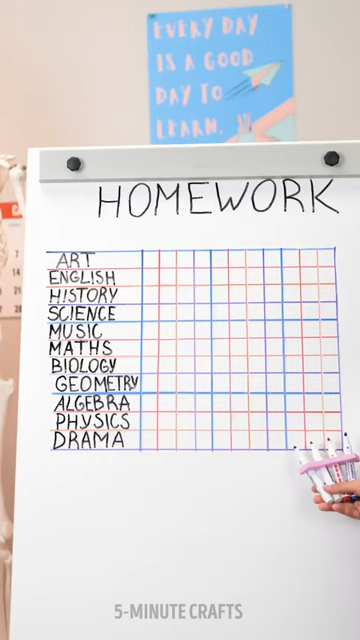 EVERY DAY
IS A GOOD
DAY TO
LEARN.
HOMEWORK
ART
ENGLISH
HISTORY
SCIENCE
MUSIC
MATHS
BIOLOGY
GEOMETRY
ALGEBRA
PHYSICS
DRAMA
5-MINUTE CRAFTS